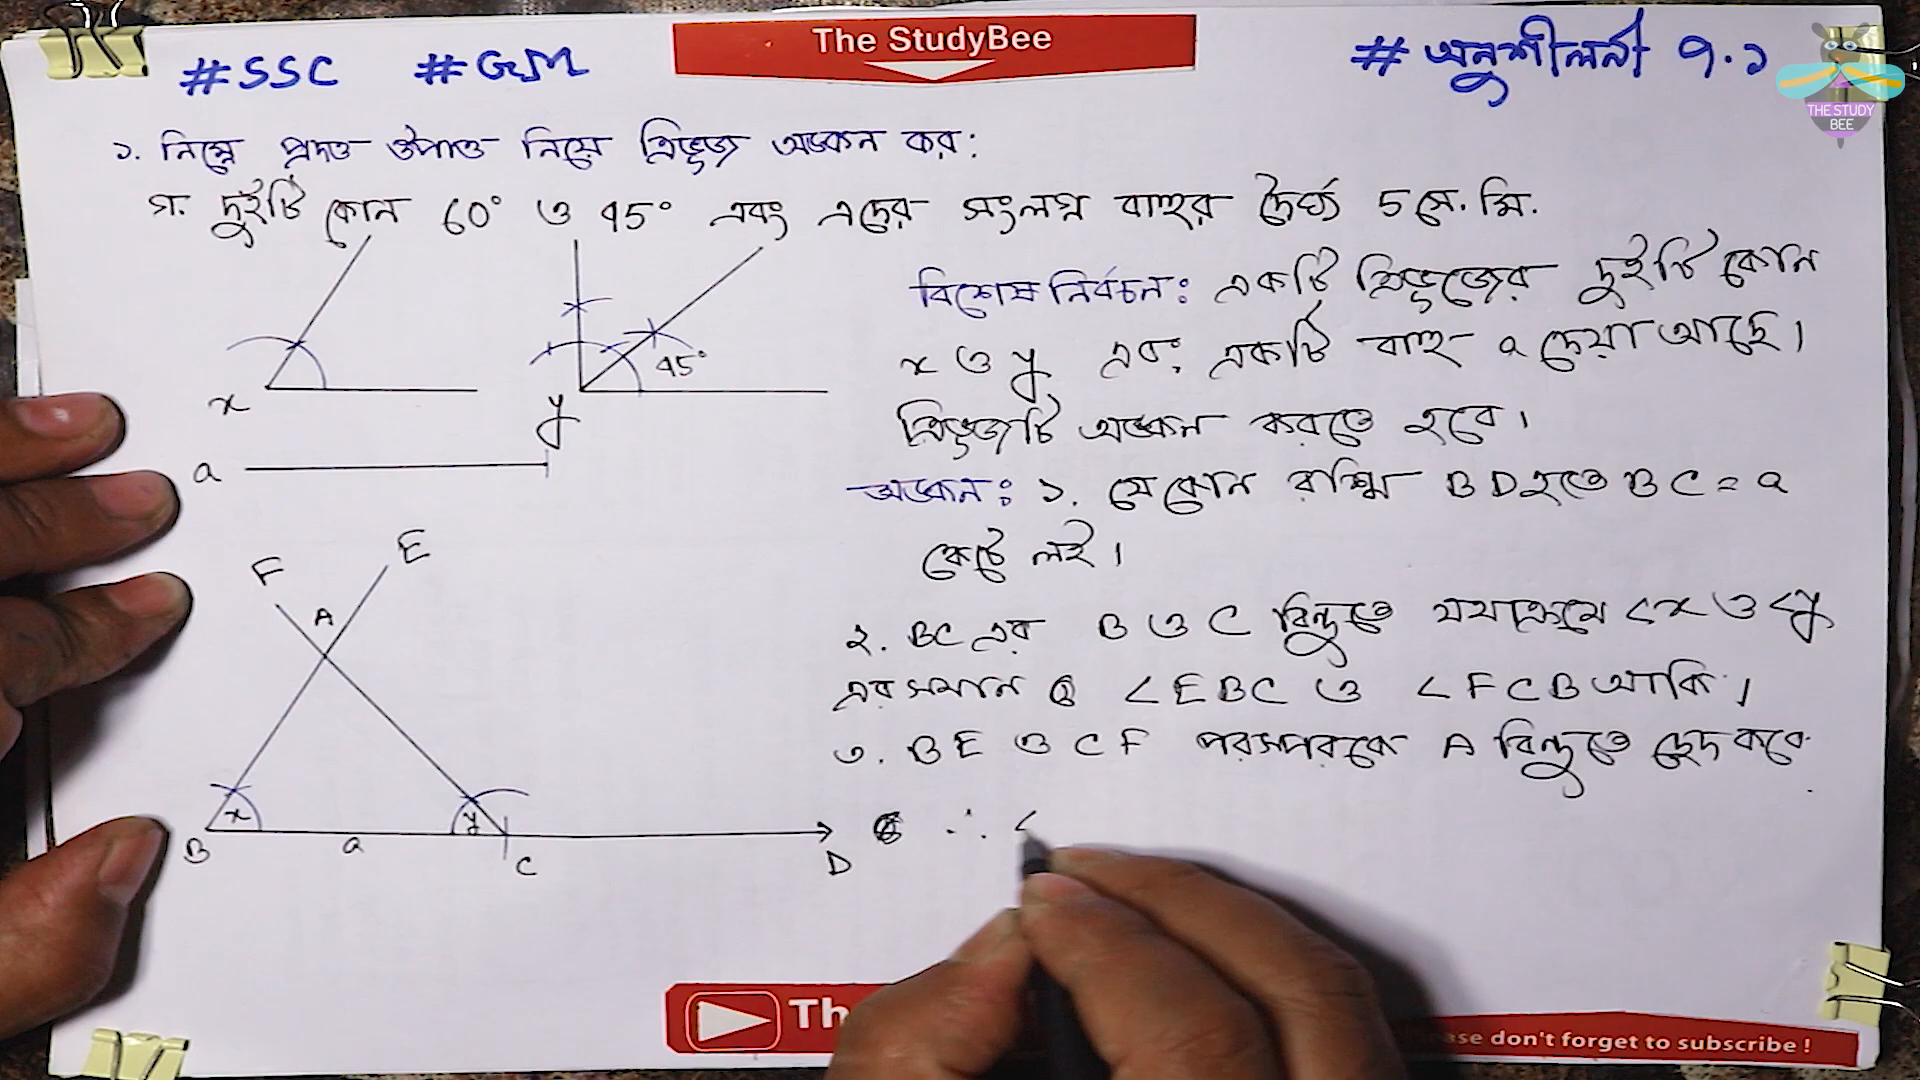 #SSC #GM
The StudyBee
#অনুশীলনী ৭.১
THE STUDY BEE
১. নিম্নে প্রদত্ত উপাত্ত নিয়ে ত্রিভুজ অঙ্কন কর:
গ. দুইটি কোন 60° ও 45° এবং এদের সংলগ্ন বাহুর দৈর্ঘ্য 5 সে. মি.
x
y
45°
a
বিশেষ নির্বচন: একটি ত্রিভুজের দুইটি কোন
x ও y এবং একটি বাহু a দেয়া আছে।
ত্রিভুজটি অঙ্কন করতে হবে।
অঙ্কন: ১. যে কোন রশ্মি BD হতে BC = a
কেটে লই।
২. BC এর B ও C বিন্দুতে যথাক্রমে <x ও <y
এর সমান <EBC ও <FCB আকি।
৩. BE ও CF পরস্পরকে A বিন্দুতে ছেদ করে
∴ <
F
E
A
x
y
B
a
C
D
Th
se don't forget to subscribe !